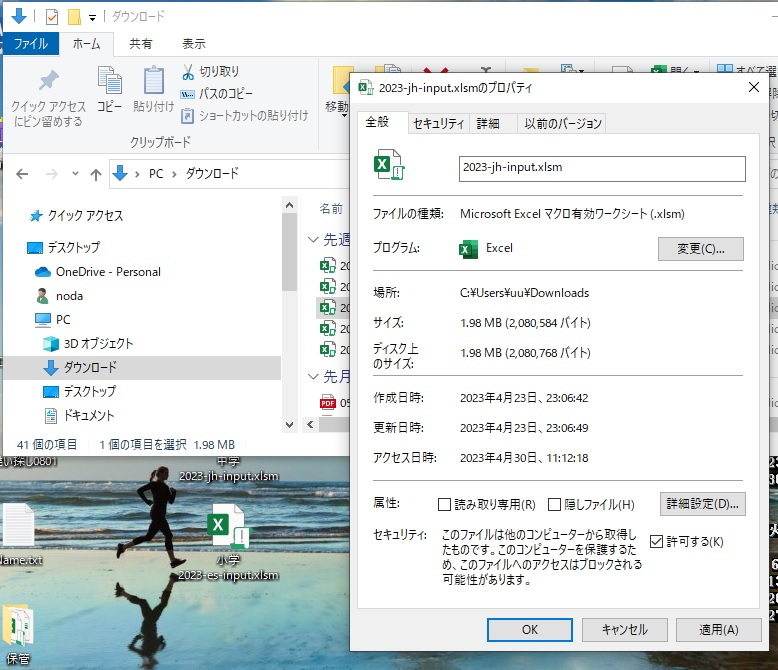 ダウンロード
ファイル
ホーム
共有
表示
クイック アクセス
にピン留めする
コピー
貼り付け
切り取り
パスのコピー
ショートカットの貼り付け
移動
クリップボード
PC
ダウンロード
クイック アクセス
デスクトップ
OneDrive - Personal
noda
PC
3D オブジェクト
ダウンロード
デスクトップ
ドキュメント
名前
先週
20
20
20
20
20
先月
PDF
05
41 個の項目
1 個の項目を選択 1.98 MB
2023-jh-input.xlsmのプロパティ
全般
セキュリティ
詳細
以前のバージョン
2023-jh-input.xlsm
ファイルの種類:
Microsoft Excel マクロ有効ワークシート (.xlsm)
プログラム:
Excel
変更(C)...
場所:
C:¥Users¥uu¥Downloads
サイズ:
1.98 MB (2,080,584 バイト)
ディスク上
のサイズ:
1.98 MB (2,080,768 バイト)
作成日時:
2023年4月23日、23:06:42
更新日時:
2023年4月23日、23:06:49
アクセス日時:
2023年4月30日、11:12:18
属性:
読み取り専用(R)
隠しファイル(H)
詳細設定(D)...
セキュリティ:
このファイルは他のコンピューターから取得し
たものです。このコンピューターを保護するた
め、このファイルへのアクセスはブロックされる
可能性があります。
許可する(K)
OK
キャンセル
適用(A)
中学
2023-jh-input.xlsm
小学
2023-es-input.xlsm
Name.txt
保管